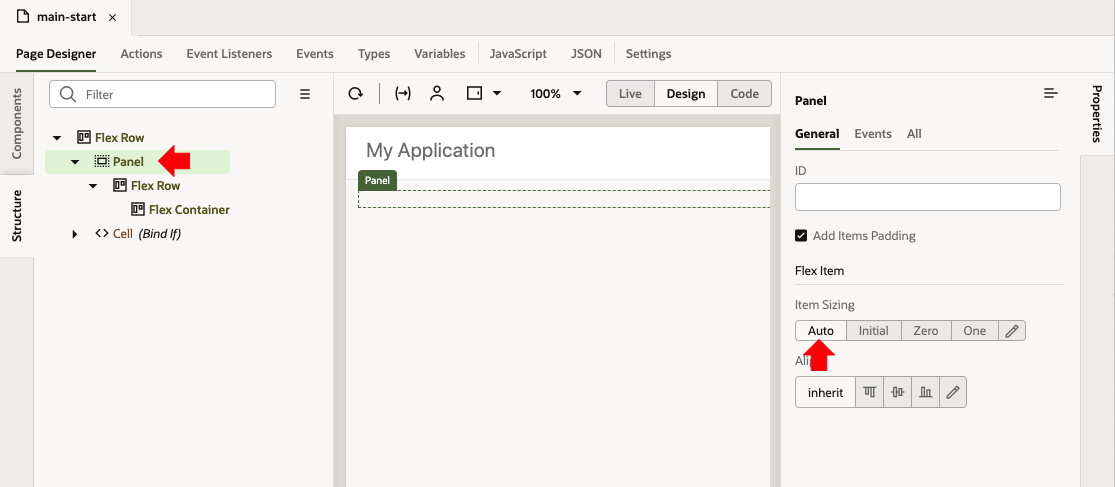 main-start ×
Page Designer Actions Event Listeners Events Types Variables JavaScript JSON Settings
Components
Structure
Filter
Flex Row
Panel
Flex Row
Flex Container
Cell (Bind If)
100% Live Design Code
My Application
Panel
Panel
General Events All
ID
Add Items Padding
Flex Item
Item Sizing
Auto Initial Zero One
inherit
Properties